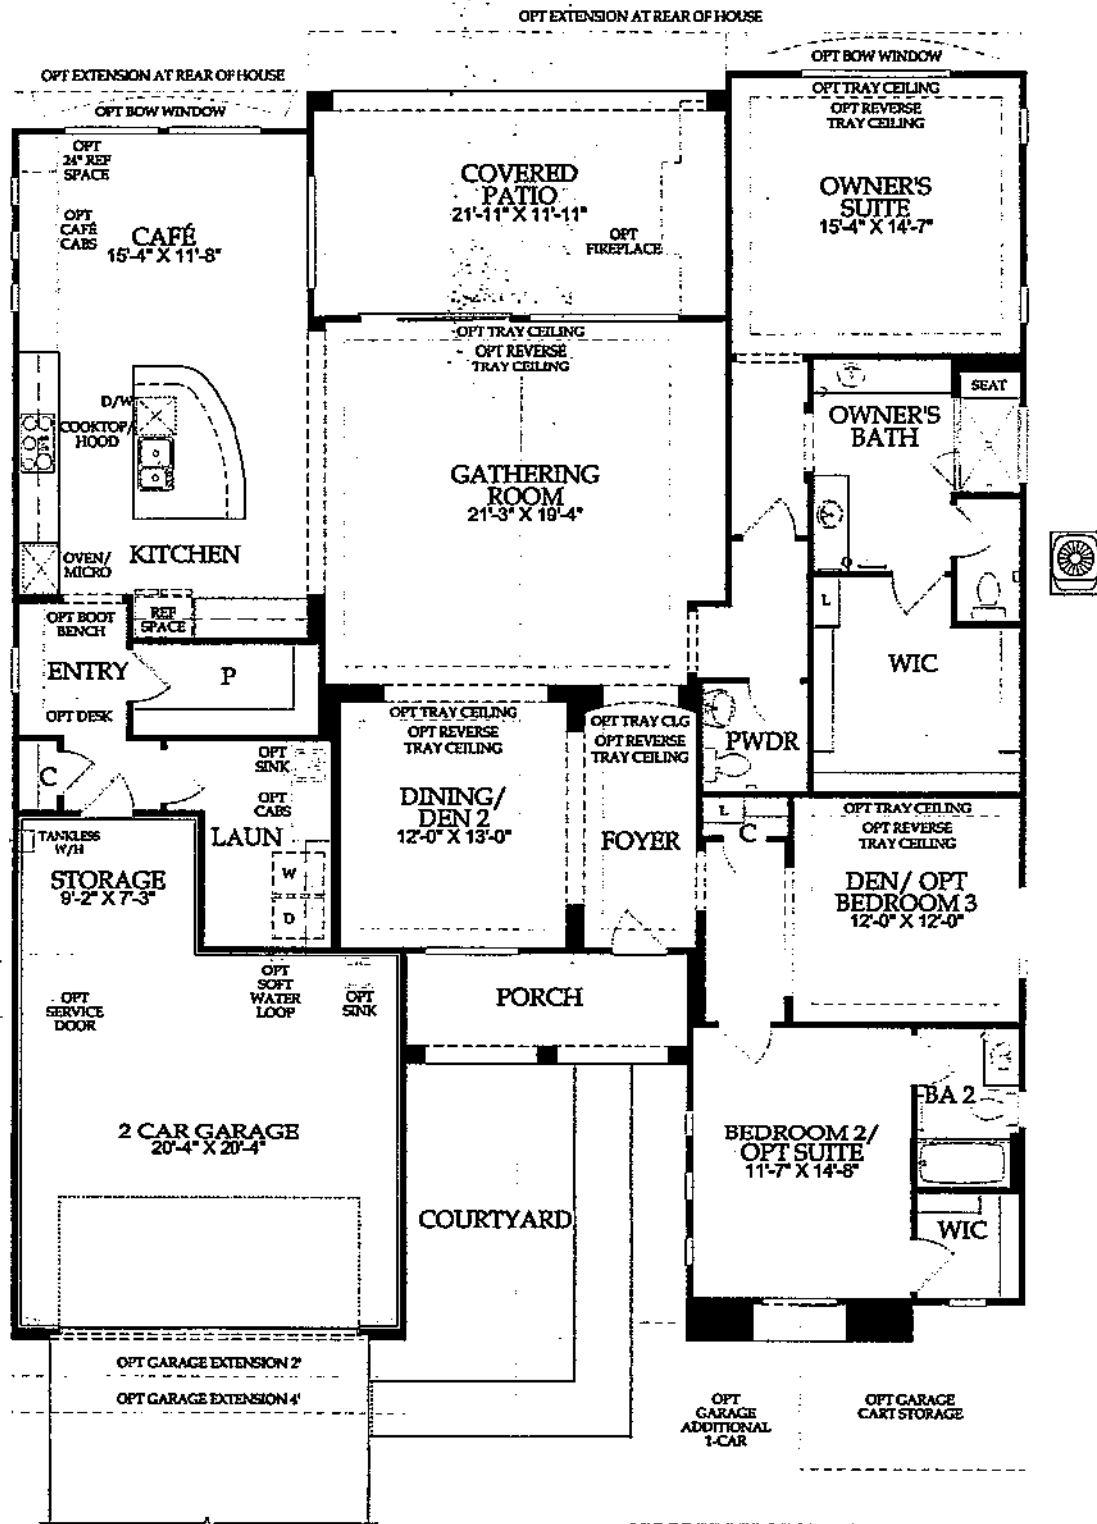 OPT EXTENSION AT REAR OF HOUSE
OPT BOW WINDOW
OPT EXTENSION AT REAR OF HOUSE
OPT BOW WINDOW
OPT TRAY CEILING
OPT REVERSE
TRAY CEILING
OPT
24" REF
SPACE
COVERED
PATIO
21'-11" X 11'-11"
OWNER'S
SUITE
15'-4" X 14'-7"
OPT
CAFÉ
CABS
CAFÉ
15'-4" X 11'-8"
OPT
FIREPLACE
OPT TRAY CEILING
OPT REVERSE
TRAY CEILING
SEAT
D/W
COOKTOP/
HOOD
OWNER'S
BATH
GATHERING
ROOM
21'-3" X 19'-4"
OVEN/
MICRO
KITCHEN
REF
SPACE
L
OPT BOOT
BENCH
ENTRY
P
WIC
OPT DESK
OPT TRAY CEILING
OPT REVERSE
TRAY CEILING
OPT TRAY CLG
OPT REVERSE
TRAY CEILING
PWDR
C
OPT
SINK
OPT
CABS
DINING/
DEN 2
12'-0" X 13'-0"
L
C
OPT TRAY CEILING
OPT REVERSE
TRAY CEILING
TANKLESS
W/H
LAUN
FOYER
STORAGE
9'-2" X 7'-3"
W
D
DEN/ OPT
BEDROOM 3
12'-0" X 12'-0"
OPT
SERVICE
DOOR
OPT
SOFT
WATER
LOOP
OPT
SINK
PORCH
BA 2
2 CAR GARAGE
20'-4" X 20'-4"
BEDROOM 2/
OPT SUITE
11'-7" X 14'-8"
COURTYARD
WIC
OPT GARAGE EXTENSION 2'
OPT GARAGE EXTENSION 4'
OPT
GARAGE
ADDITIONAL
1-CAR
OPT GARAGE
CART STORAGE